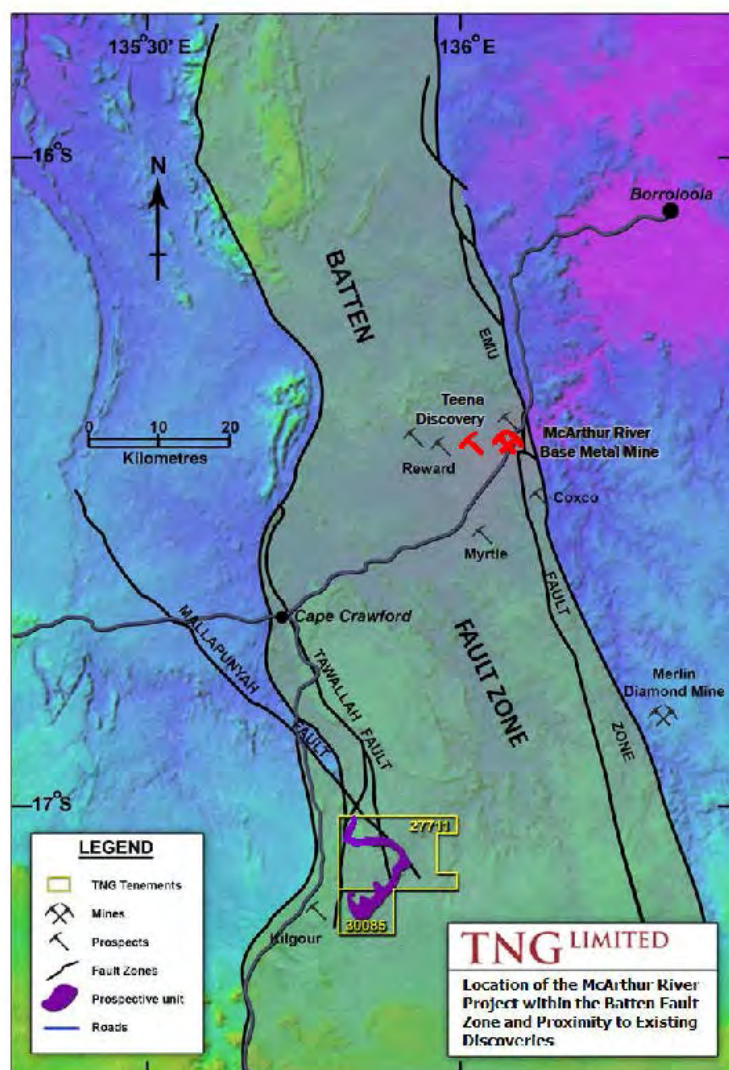 135°30' E
136°E
16°S
N
Borroloola
BATTEN
EMU
Teena
Discovery
McArthur River
Base Metal Mine
0 10 20
Kilometres
Reward
Coxco
Myrtle
FAULT
MALLAPUNYAH
Cape Crawford
TAWALLAH FAULT
FAULT ZONE
Merlin
Diamond Mine
FAULT
ZONE
17°S
27711
30085
Kilgour
LEGEND
TNG Tenements
Mines
Prospects
Fault Zones
Prospective unit
Roads
TNG LIMITED
Location of the McArthur River
Project within the Batten Fault
Zone and Proximity to Existing
Discoveries